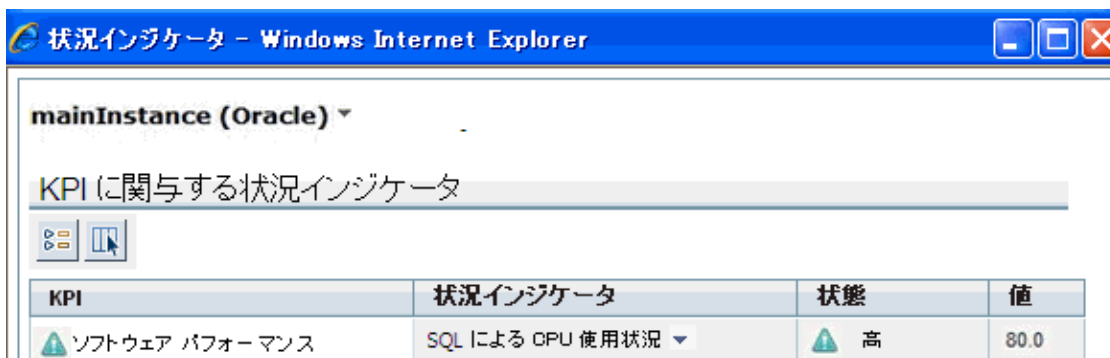 状況インジケータ - Windows Internet Explorer
mainInstance (Oracle)
KPI に関与する状況インジケータ
KPI 状況インジケータ 状態 値
ソフトウェア パフォーマンス SQL による CPU 使用状況 高 80.0